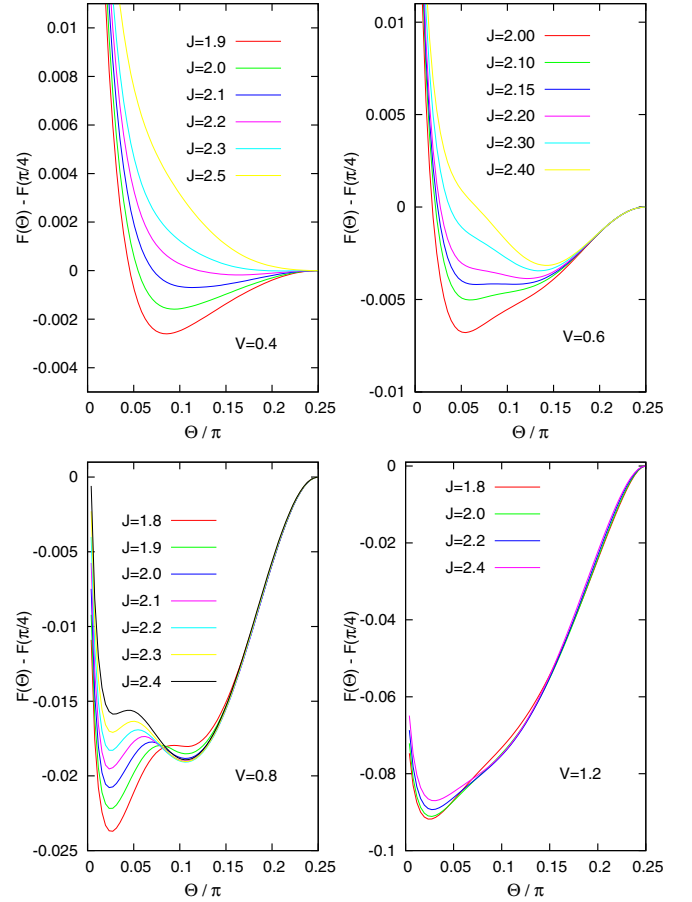 0.01
0.008
0.006
0.004
0.002
0
-0.002
-0.004
F(Θ) - F(π/4)
J=1.9
J=2.0
J=2.1
J=2.2
J=2.3
J=2.5
V=0.4
0 0.05 0.1 0.15 0.2 0.25
Θ / π
0.01
0.005
0
-0.005
-0.01
F(Θ) - F(π/4)
J=2.00
J=2.10
J=2.15
J=2.20
J=2.30
J=2.40
V=0.6
0 0.05 0.1 0.15 0.2 0.25
Θ / π
0
-0.005
-0.01
-0.015
-0.02
-0.025
F(Θ) - F(π/4)
J=1.8
J=1.9
J=2.0
J=2.1
J=2.2
J=2.3
J=2.4
V=0.8
0 0.05 0.1 0.15 0.2 0.25
Θ / π
0
-0.02
-0.04
-0.06
-0.08
-0.1
F(Θ) - F(π/4)
J=1.8
J=2.0
J=2.2
J=2.4
V=1.2
0 0.05 0.1 0.15 0.2 0.25
Θ / π